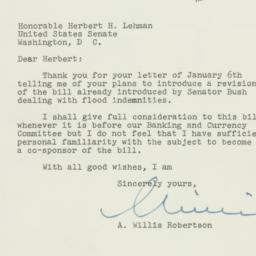 Honorable Herbert H. Lehman
United States Senate
Washington, D C.
Dear Herbert:
Thank you for your letter of January 6th
telling me of your plans to introduce a revision
of the bill already introduced by Senator Bush
dealing with flood indemnities.
I shall give full consideration to this bil
whenever it is before our Banking and Currency
Committee but I do not feel that I have sufficie
personal familiarity with the subject to become
a co-sponsor of the bill.
With all good wishes, I am
Sincerely yours,
A. Willis Robertson